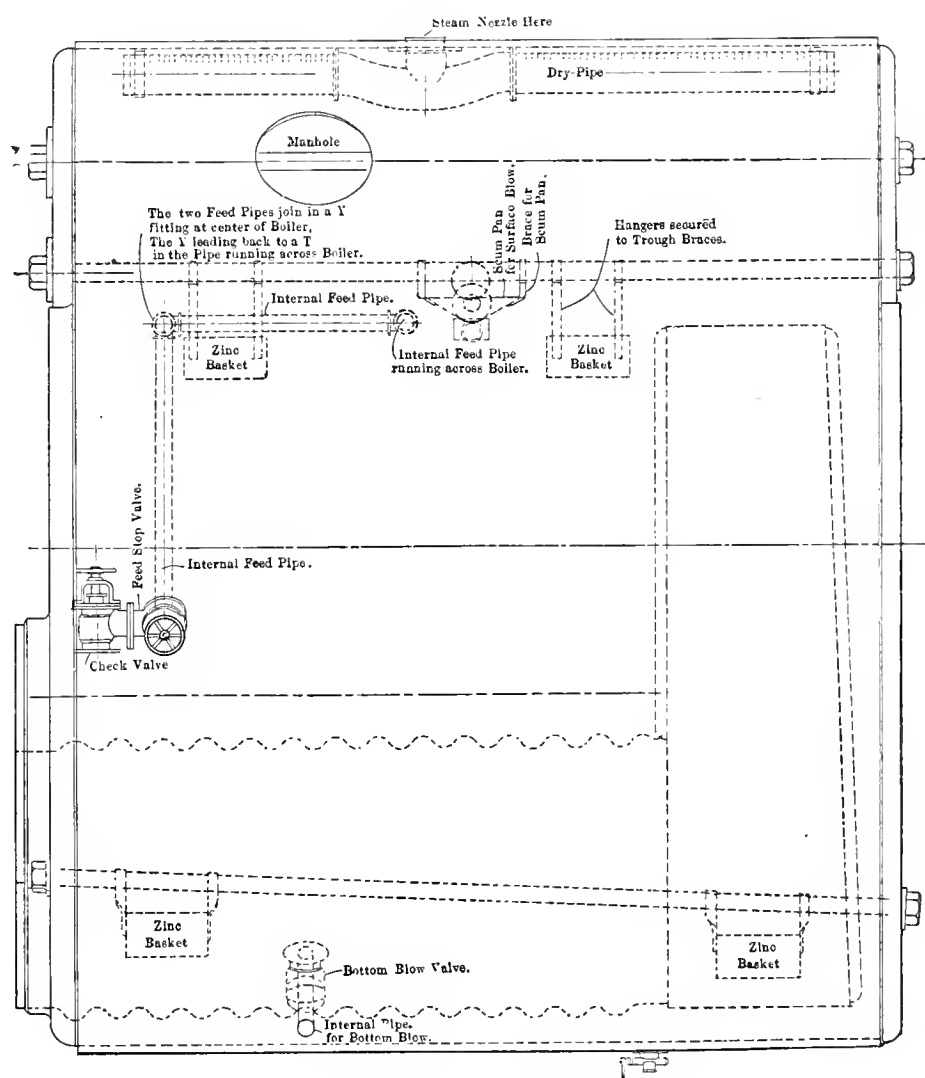 Steam Nozzle Here
Dry-Pipe
Manhole
The two Feed Pipes join in a Y
fitting at center of Boiler.
The Y leading back to a T
in the Pipe running across Boiler.
Scum Pan
for Surface Blow.
Brace for
Scum Pan.
Hangers secured
to Trough Braces.
Internal Feed Pipe.
Zinc
Basket
Internal Feed Pipe
running across Boiler.
Zinc
Basket
Feed Stop Valve.
Internal Feed Pipe.
Check Valve
Zinc
Basket
Zinc
Basket
Bottom Blow Valve.
Internal Pipe
for Bottom Blow.